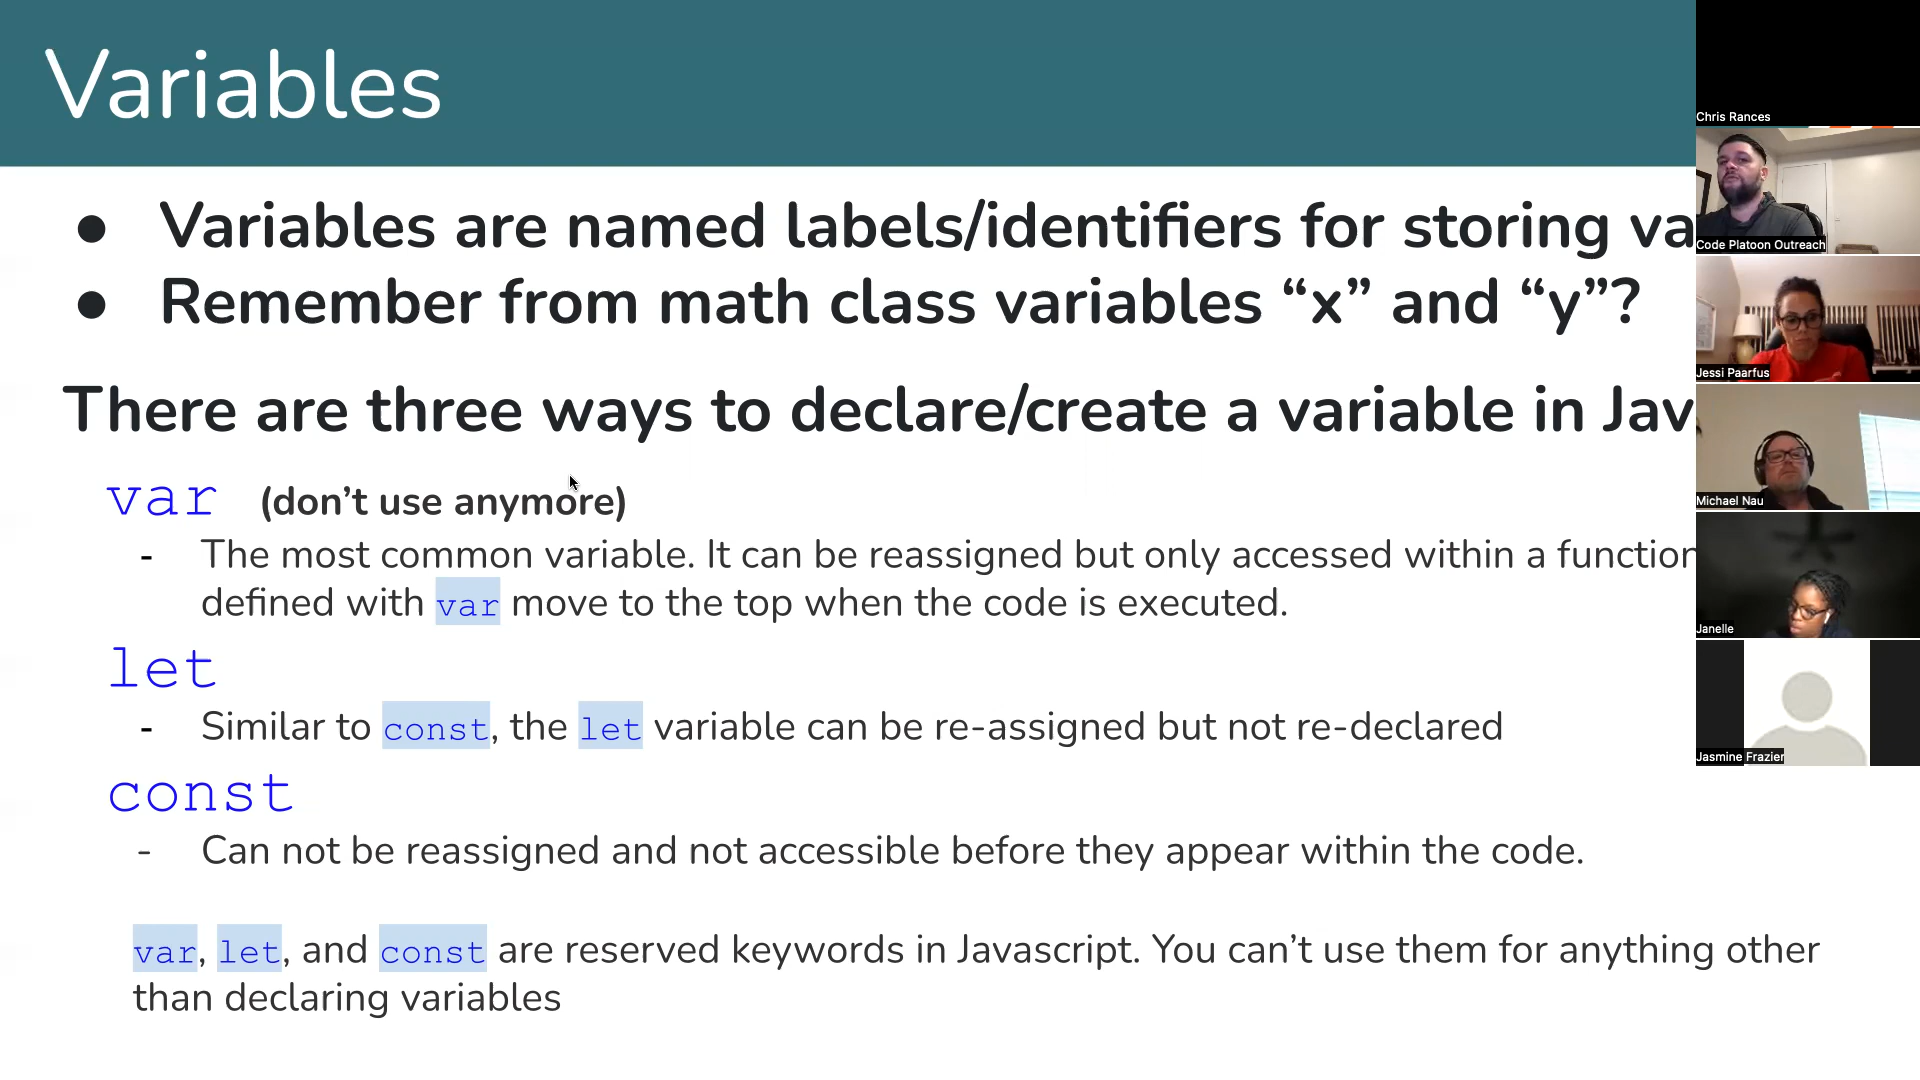 Variables
● Variables are named labels/identifiers for storing va
● Remember from math class variables “x” and “y”?
There are three ways to declare/create a variable in Jav
var (don’t use anymore)
- The most common variable. It can be reassigned but only accessed within a function
defined with var move to the top when the code is executed.
let
- Similar to const, the let variable can be re-assigned but not re-declared
const
- Can not be reassigned and not accessible before they appear within the code.
var, let, and const are reserved keywords in Javascript. You can’t use them for anything other
than declaring variables
Chris Rances
Code Platoon Outreach
Jessi Paarfus
Michael Nau
Janelle
Jasmine Frazier